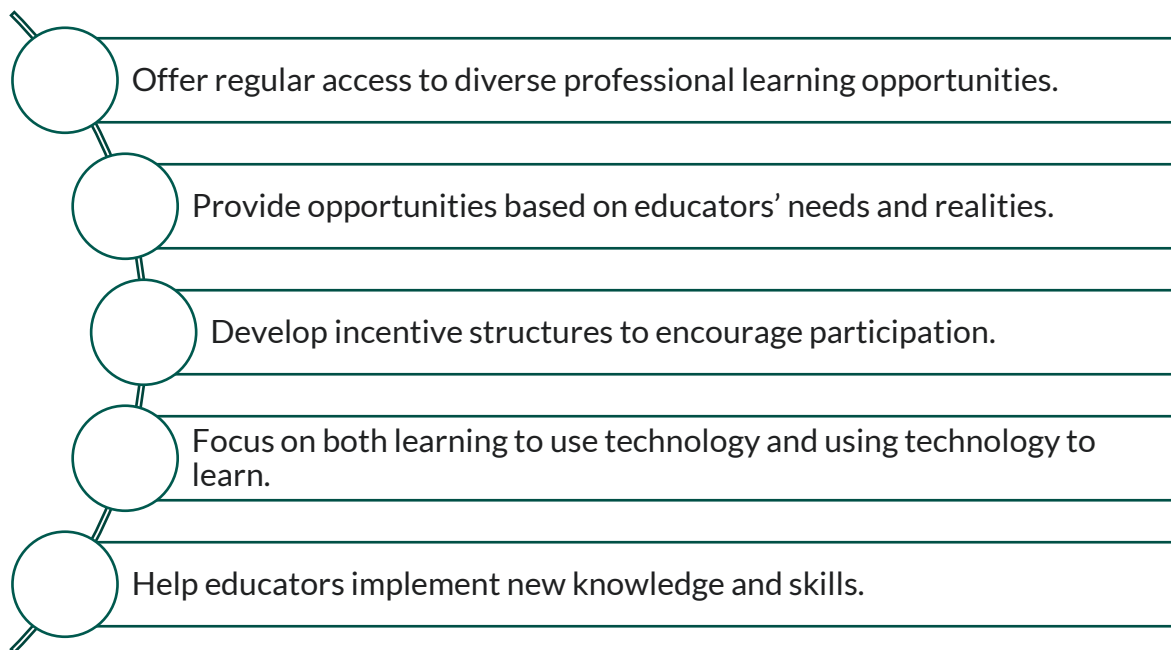 Offer regular access to diverse professional learning opportunities.
Provide opportunities based on educators’ needs and realities.
Develop incentive structures to encourage participation.
Focus on both learning to use technology and using technology to
learn.
Help educators implement new knowledge and skills.